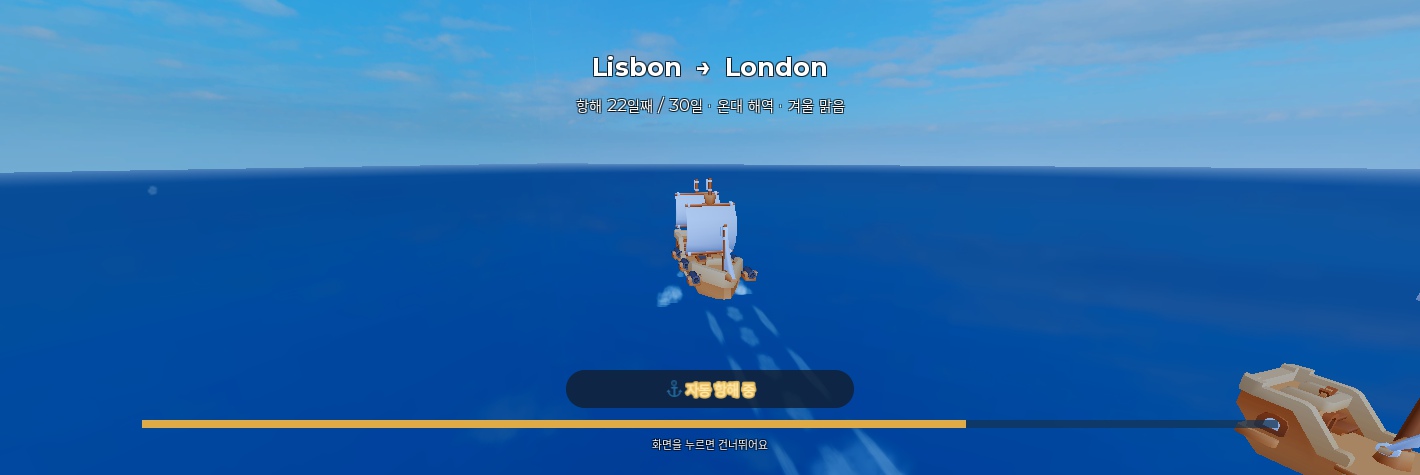 Lisbon → London
항해 22일째 / 30일 · 온대 해역 · 겨울 맑음
⚓ 자동 항해 중
화면을 누르면 건너뛰어요